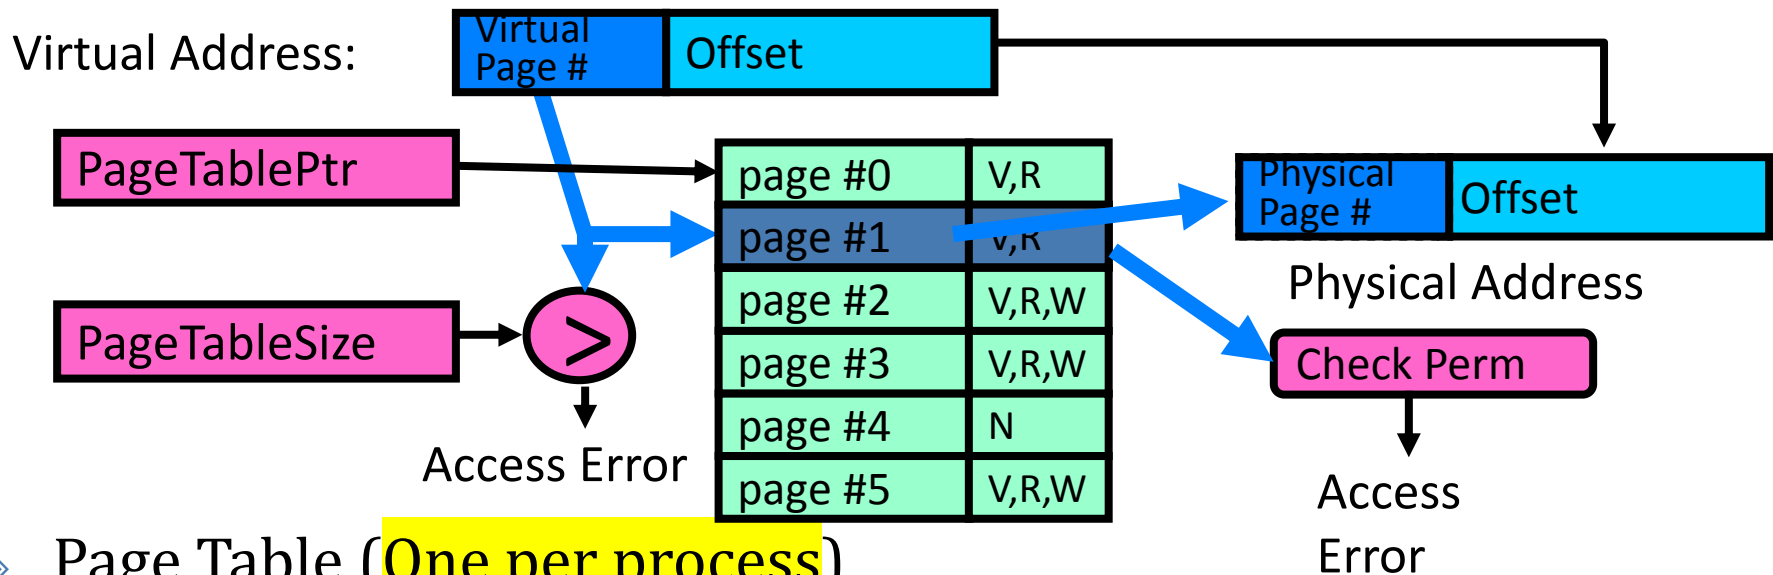 Virtual Address:
Virtual
Page #
Offset
PageTablePtr
page #0 V,R
page #1 V,R
page #2 V,R,W
page #3 V,R,W
page #4 N
page #5 V,R,W
Physical
Page #
Offset
Physical Address
PageTableSize
>
Check Perm
Access Error
Access
Error
Page Table (One per process)